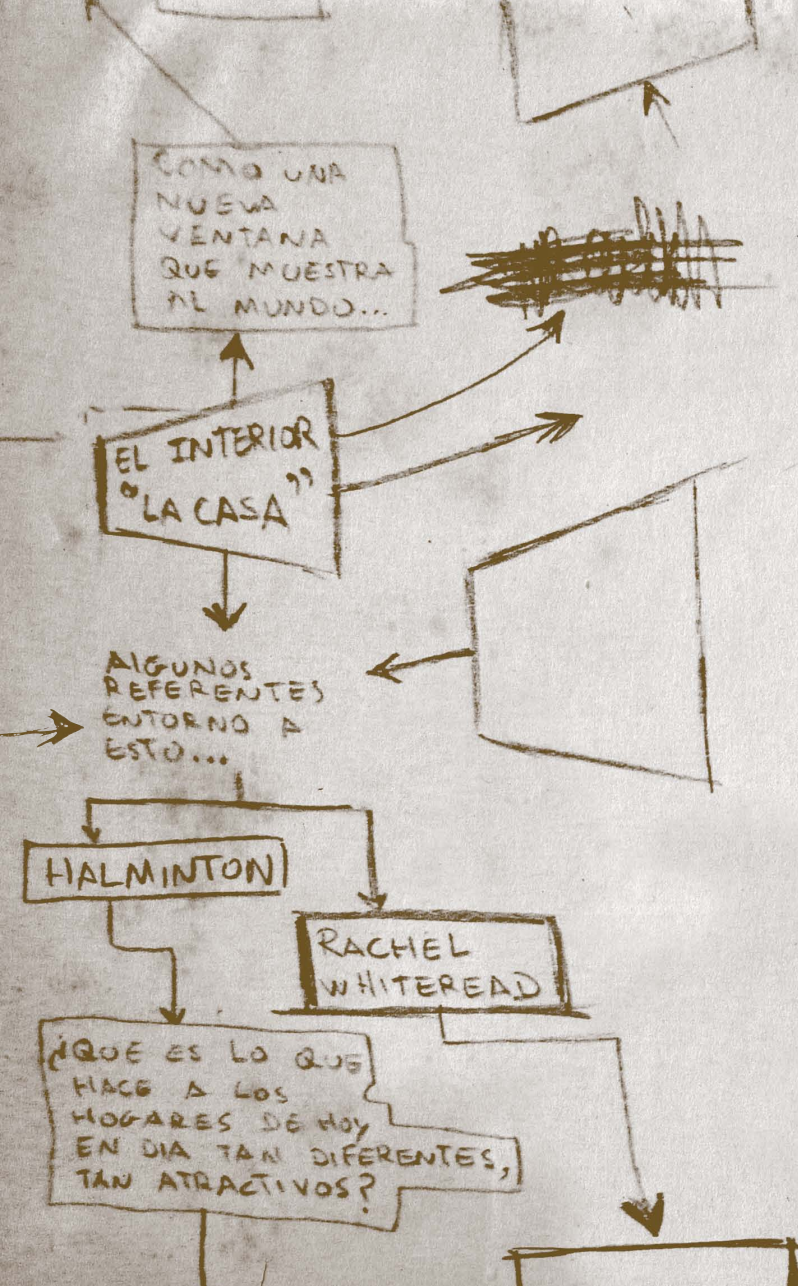 COMO UNA
NUEVA
VENTANA
QUE MUESTRA
AL MUNDO...
EL INTERIOR
"LA CASA"
ALGUNOS
REFERENTES
ENTORNO A
ESTO...
HALMINTON
RACHEL
WHITEREAD
¿QUE ES LO QUE
HACE A LOS
HOGARES DE HOY
EN DIA TAN DIFERENTES,
TAN ATRACTIVOS?